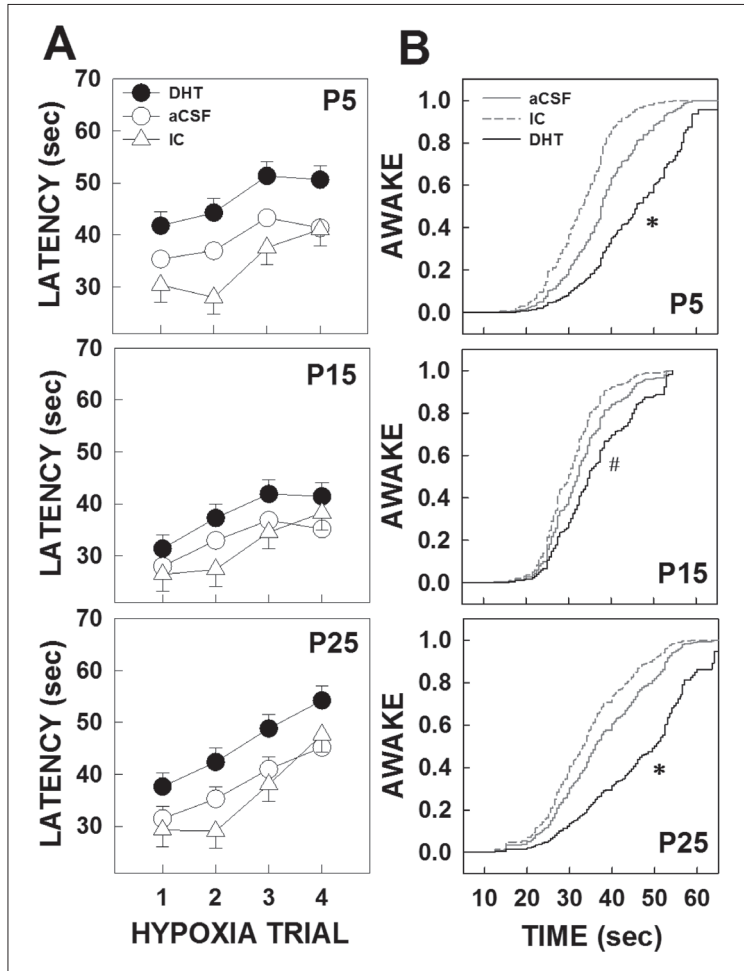 A
B
LATENCY (sec)
70
60
50
40
30
DHT
aCSF
IC
P5
AWAKE
1.0
0.8
0.6
0.4
0.2
0.0
aCSF
IC
DHT
*
P5
LATENCY (sec)
70
60
50
40
30
P15
AWAKE
1.0
0.8
0.6
0.4
0.2
0.0
#
P15
LATENCY (sec)
70
60
50
40
30
P25
AWAKE
1.0
0.8
0.6
0.4
0.2
0.0
*
P25
1 2 3 4
HYPOXIA TRIAL
10 20 30 40 50 60
TIME (sec)